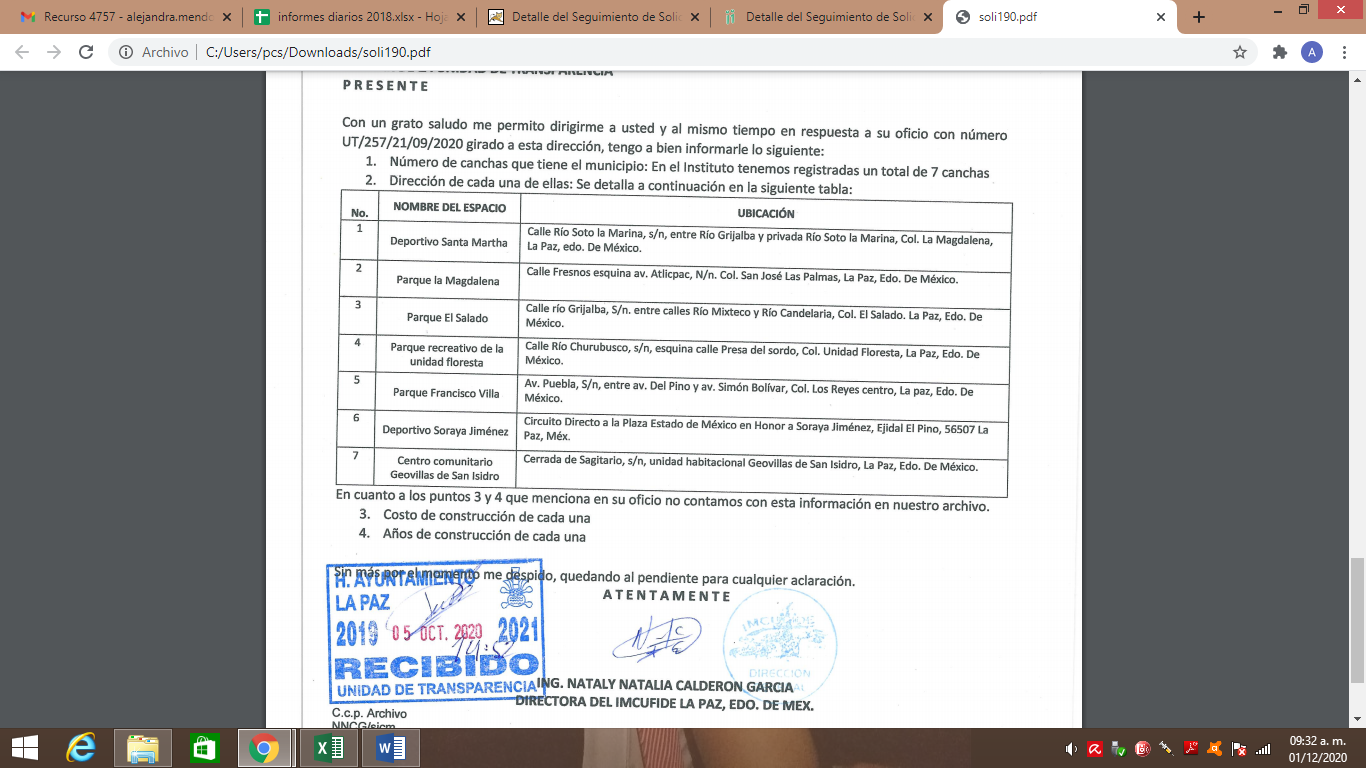 Recurso 4757 - alejandra.mendo
informes diarios 2018.xlsx - Hoja
Detalle del Seguimiento de Solic
Detalle del Seguimiento de Solic
soli190.pdf
Archivo
C:/Users/pcs/Downloads/soli190.pdf
A
UNIDAD DE TRANSPARENCIA
P R E S E N T E
Con un grato saludo me permito dirigirme a usted y al mismo tiempo en respuesta a su oficio con número
UT/257/21/09/2020 girado a esta dirección, tengo a bien informarle lo siguiente:
1. Número de canchas que tiene el municipio: En el Instituto tenemos registradas un total de 7 canchas
2. Dirección de cada una de ellas: Se detalla a continuación en la siguiente tabla:
No. NOMBRE DEL ESPACIO UBICACIÓN
1 Deportivo Santa Martha Calle Río Soto la Marina, s/n, entre Río Grijalba y privada Río Soto la Marina, Col. La Magdalena,
La Paz, edo. De México.
2 Parque la Magdalena Calle Fresnos esquina av. Atlicpac, N/n. Col. San José Las Palmas, La Paz, Edo. De México.
3 Parque El Salado Calle río Grijalba, S/n. entre calles Río Mixteco y Río Candelaria, Col. El Salado. La Paz, Edo. De
México.
4 Parque recreativo de la Calle Río Churubusco, s/n, esquina calle Presa del sordo, Col. Unidad Floresta, La Paz, Edo. De
unidad floresta México.
5 Parque Francisco Villa Av. Puebla, S/n, entre av. Del Pino y av. Simón Bolívar, Col. Los Reyes centro, La paz, Edo. De
México.
6 Deportivo Soraya Jiménez Circuito Directo a la Plaza Estado de México en Honor a Soraya Jiménez, Ejidal El Pino, 56507 La
Paz, Méx.
7 Centro comunitario Cerrada de Sagitario, s/n, unidad habitacional Geovillas de San Isidro, La Paz, Edo. De México.
Geovillas de San Isidro
En cuanto a los puntos 3 y 4 que menciona en su oficio no contamos con esta información en nuestro archivo.
3. Costo de construcción de cada una
4. Años de construcción de cada una
Sin más por el momento me despido, quedando al pendiente para cualquier aclaración.
A T E N T A M E N T E
H. AYUNTAMIENTO
LA PAZ
2019 05 OCT. 2020 2021
14:52
RECIBIDO
UNIDAD DE TRANSPARENCIA
IMCUFIDE
DIRECCIÓN
ING. NATALY NATALIA CALDERON GARCIA
DIRECTORA DEL IMCUFIDE LA PAZ, EDO. DE MEX.
C.c.p. Archivo
NNCG/sicm
09:32 a. m.
01/12/2020